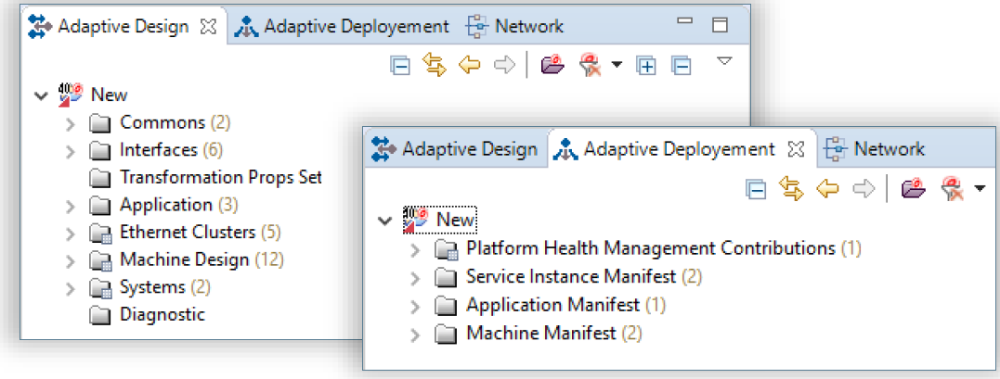 Adaptive Design Adaptive Deployement Network
New
Commons (2)
Interfaces (6)
Transformation Props Set
Application (3)
Ethernet Clusters (5)
Machine Design (12)
Systems (2)
Diagnostic
Adaptive Design Adaptive Deployement Network
New
Platform Health Management Contributions (1)
Service Instance Manifest (2)
Application Manifest (1)
Machine Manifest (2)